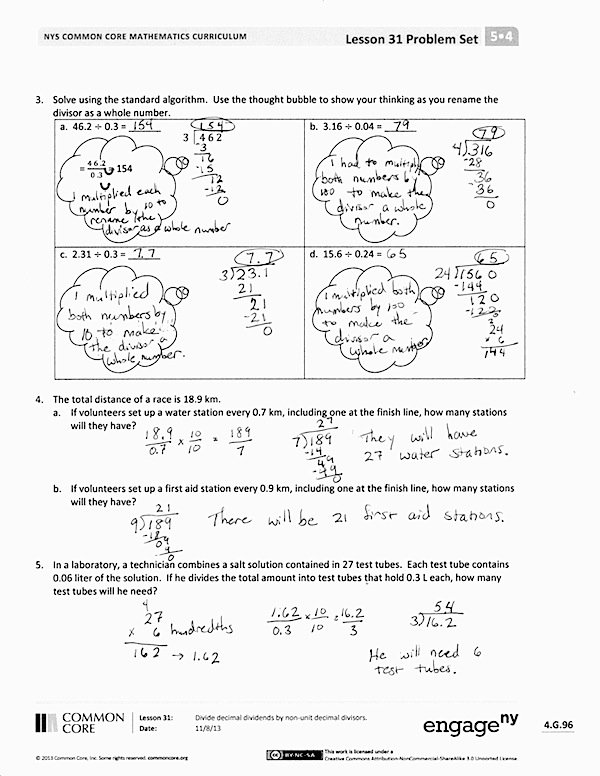 NYS COMMON CORE MATHEMATICS CURRICULUM
Lesson 31 Problem Set 5•4
3. Solve using the standard algorithm. Use the thought bubble to show your thinking as you rename the
divisor as a whole number.
a. 46.2 ÷ 0.3 = 154
154
3 462
-3
16
-15
12
-12
0
= 46.2
0.3
154
I multiplied each
number by 10 to
rename the
divisor as a whole number
b. 3.16 ÷ 0.04 = 79
79
4 316
-28
36
36
0
I had to multiply
both numbers by
100 to make the
divisor a whole
number.
c. 2.31 ÷ 0.3 = 7.7
7.7
3 23.1
21
21
-21
0
I multiplied
both numbers by
10 to make
the divisor a
whole number.
d. 15.6 ÷ 0.24 = 65
65
24 1560
-144
120
24
× 6
144
I multiplied both
numbers by 100
to make the
divisor a
whole number
4. The total distance of a race is 18.9 km.
a. If volunteers set up a water station every 0.7 km, including one at the finish line, how many stations
will they have?
18.9 × 10 = 189
0.7 10 7
27
7 189
-14
49
-49
0
They will have
27 water stations.
b. If volunteers set up a first aid station every 0.9 km, including one at the finish line, how many stations
will they have?
21
9 189
-18
09
9
0
There will be 21 first aid stations.
5. In a laboratory, a technician combines a salt solution contained in 27 test tubes. Each test tube contains
0.06 liter of the solution. If he divides the total amount into test tubes that hold 0.3 L each, how many
test tubes will he need?
4
27
× 6 hundredths
162 → 1.62
1.62 × 10 = 16.2
0.3 10 3
5.4
3 16.2
He will need 6
test tubes.
COMMON CORE
Lesson 31: Divide decimal dividends by non-unit decimal divisors.
Date: 11/8/13
engage ny
4.G.96
© 2013 Common Core, Inc. Some rights reserved. commoncore.org
CC BY-NC-SA
This work is licensed under a
Creative Commons Attribution-NonCommercial-ShareAlike 3.0 Unported License